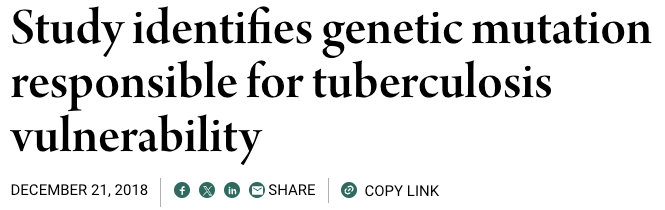 Study identifies genetic mutation
responsible for tuberculosis
vulnerability
DECEMBER 21, 2018 SHARE COPY LINK